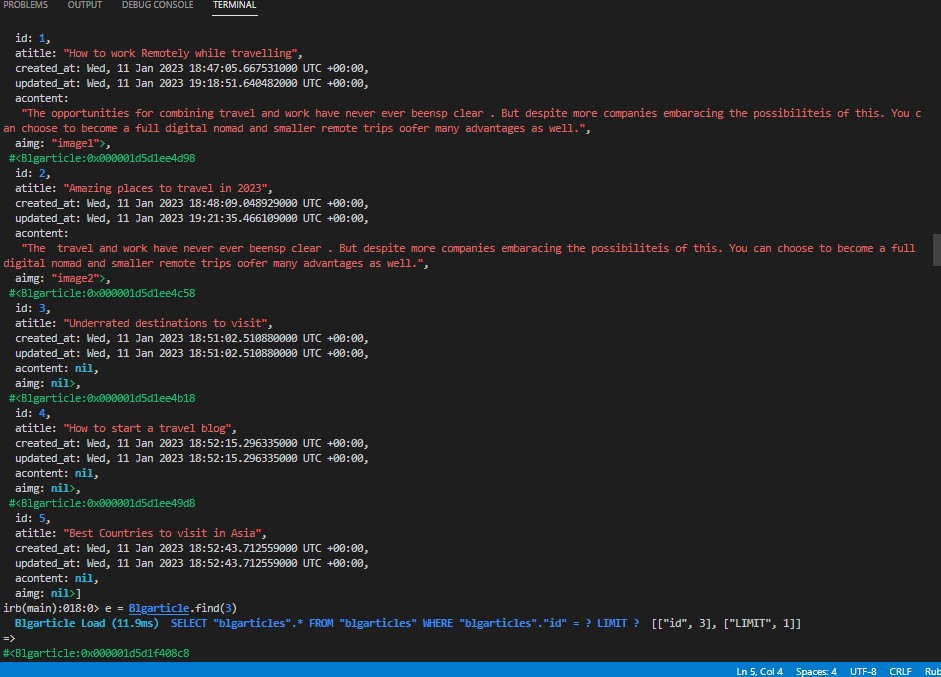 PROBLEMS OUTPUT DEBUG CONSOLE TERMINAL
id: 1,
atitle: "How to work Remotely while travelling",
created_at: Wed, 11 Jan 2023 18:47:05.667531000 UTC +00:00,
updated_at: Wed, 11 Jan 2023 19:18:51.640482000 UTC +00:00,
acontent:
"The opportunities for combining travel and work have never ever beensp clear . But despite more companies embaracing the possibiliteis of this. You c
an choose to become a full digital nomad and smaller remote trips oofer many advantages as well.",
aimg: "image1">,
#<Blgarticle:0x000001d5d1ee4d98
id: 2,
atitle: "Amazing places to travel in 2023",
created_at: Wed, 11 Jan 2023 18:48:09.048929000 UTC +00:00,
updated_at: Wed, 11 Jan 2023 19:21:35.466109000 UTC +00:00,
acontent:
"The  travel and work have never ever beensp clear . But despite more companies embaracing the possibiliteis of this. You can choose to become a full
digital nomad and smaller remote trips oofer many advantages as well.",
aimg: "image2">,
#<Blgarticle:0x000001d5d1ee4c58
id: 3,
atitle: "Underrated destinations to visit",
created_at: Wed, 11 Jan 2023 18:51:02.510880000 UTC +00:00,
updated_at: Wed, 11 Jan 2023 18:51:02.510880000 UTC +00:00,
acontent: nil,
aimg: nil>,
#<Blgarticle:0x000001d5d1ee4b18
id: 4,
atitle: "How to start a travel blog",
created_at: Wed, 11 Jan 2023 18:52:15.296335000 UTC +00:00,
updated_at: Wed, 11 Jan 2023 18:52:15.296335000 UTC +00:00,
acontent: nil,
aimg: nil>,
#<Blgarticle:0x000001d5d1ee49d8
id: 5,
atitle: "Best Countries to visit in Asia",
created_at: Wed, 11 Jan 2023 18:52:43.712559000 UTC +00:00,
updated_at: Wed, 11 Jan 2023 18:52:43.712559000 UTC +00:00,
acontent: nil,
aimg: nil>]
irb(main):018:0> e = Blgarticle.find(3)
Blgarticle Load (11.9ms)  SELECT "blgarticles".* FROM "blgarticles" WHERE "blgarticles"."id" = ? LIMIT ?  [["id", 3], ["LIMIT", 1]]
=>
#<Blgarticle:0x000001d5d1f408c8
Ln 5, Col 4 Spaces: 4 UTF-8 CRLF Rub